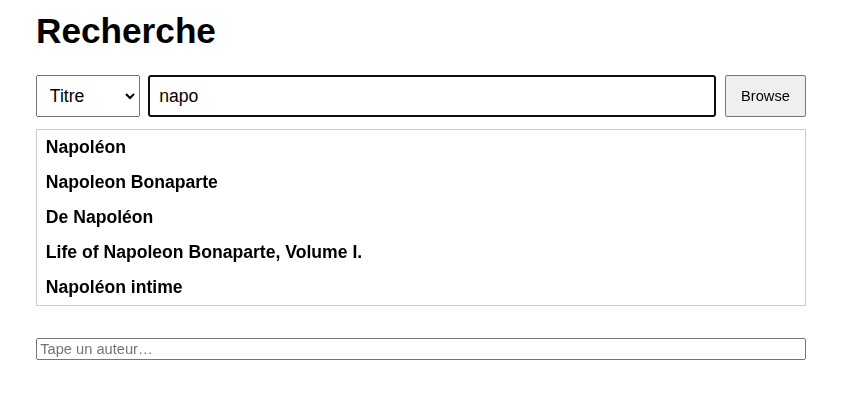 Recherche
Titre napo Browse
Napoléon
Napoleon Bonaparte
De Napoléon
Life of Napoleon Bonaparte, Volume I.
Napoléon intime
Tape un auteur…